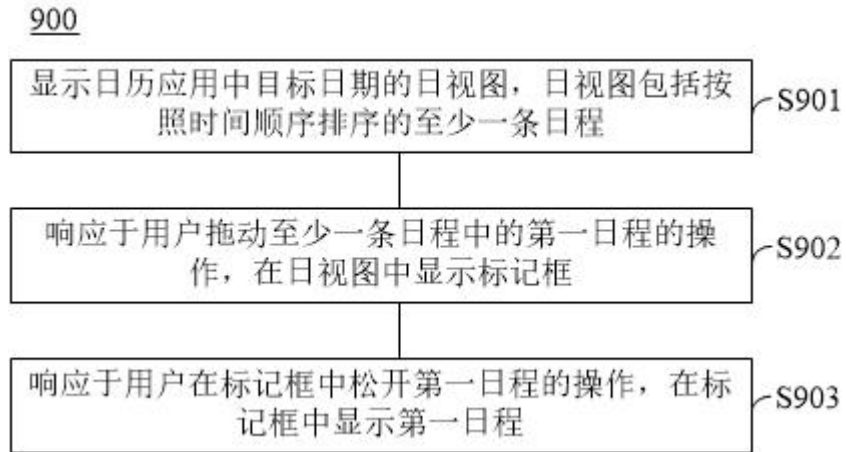 900
显示日历应用中目标日期的日视图，日视图包括按
照时间顺序排序的至少一条日程
S901
响应于用户拖动至少一条日程中的第一日程的操
作，在日视图中显示标记框
S902
响应于用户在标记框中松开第一日程的操作，在标
记框中显示第一日程
S903